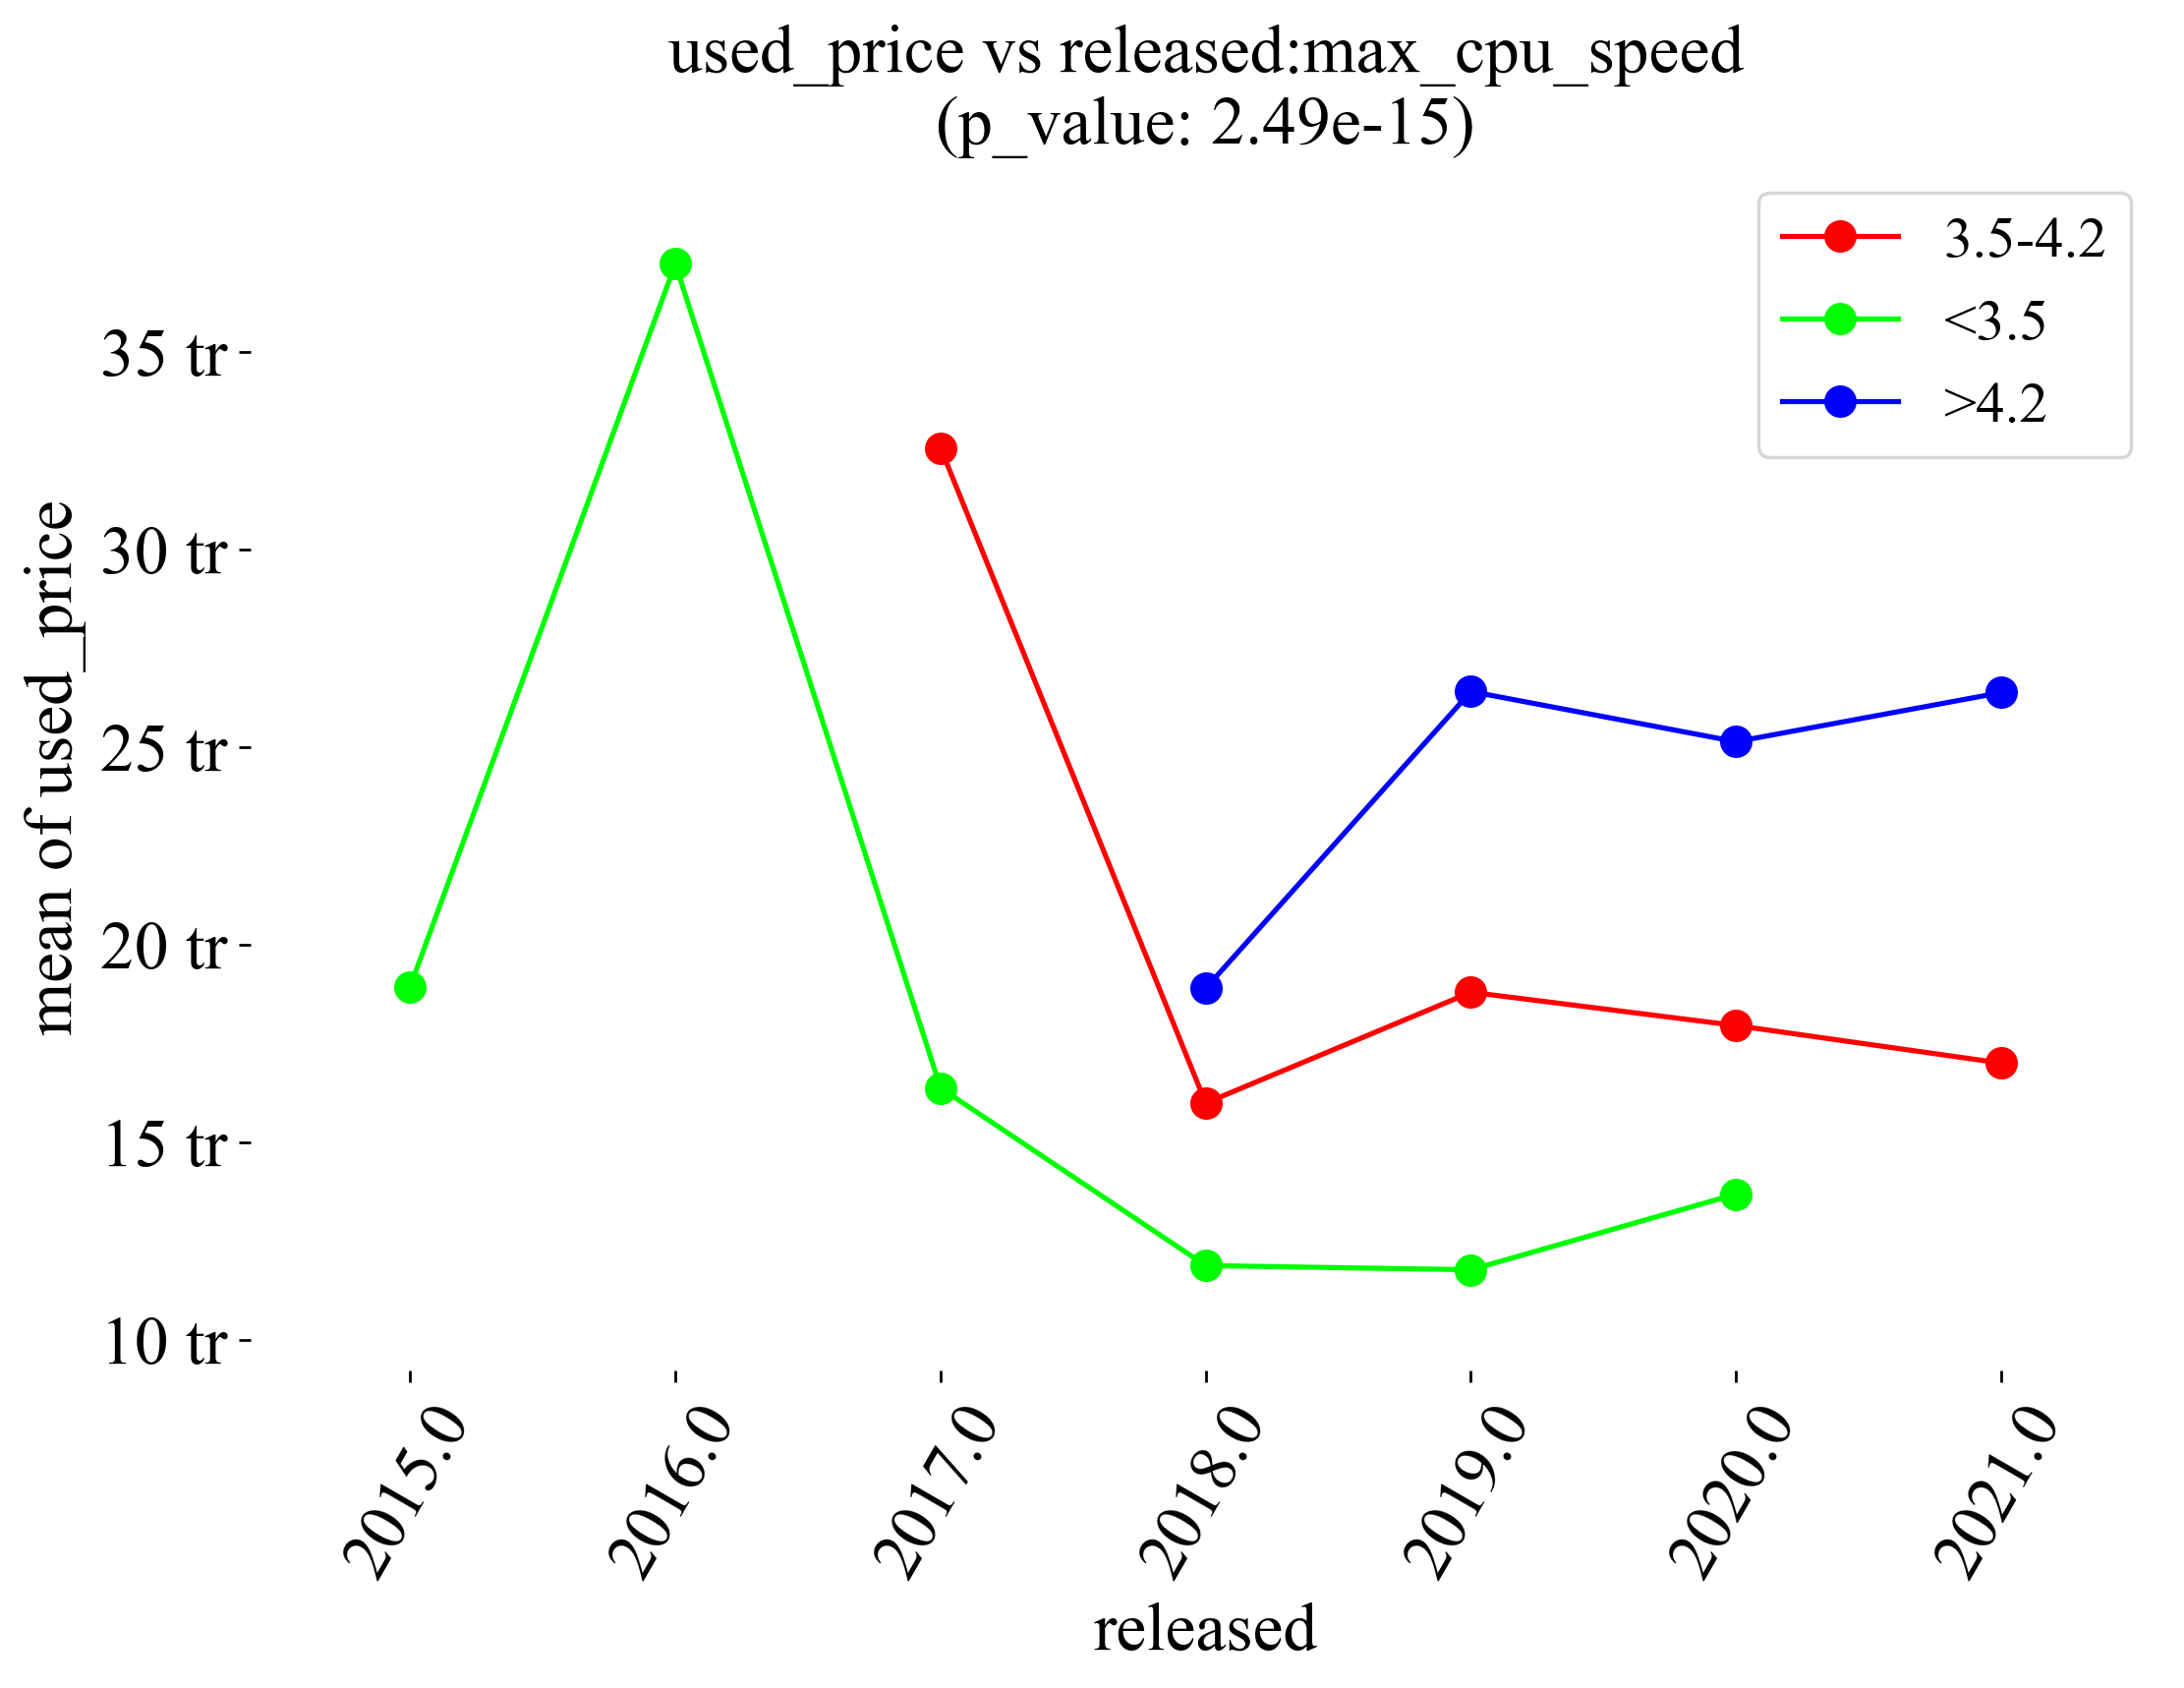 used_price vs released:max_cpu_speed
(p_value: 2.49e-15)
3.5-4.2
<3.5
>4.2
mean of used_price
35 tr
30 tr
25 tr
20 tr
15 tr
10 tr
2015.0
2016.0
2017.0
2018.0
2019.0
2020.0
2021.0
released